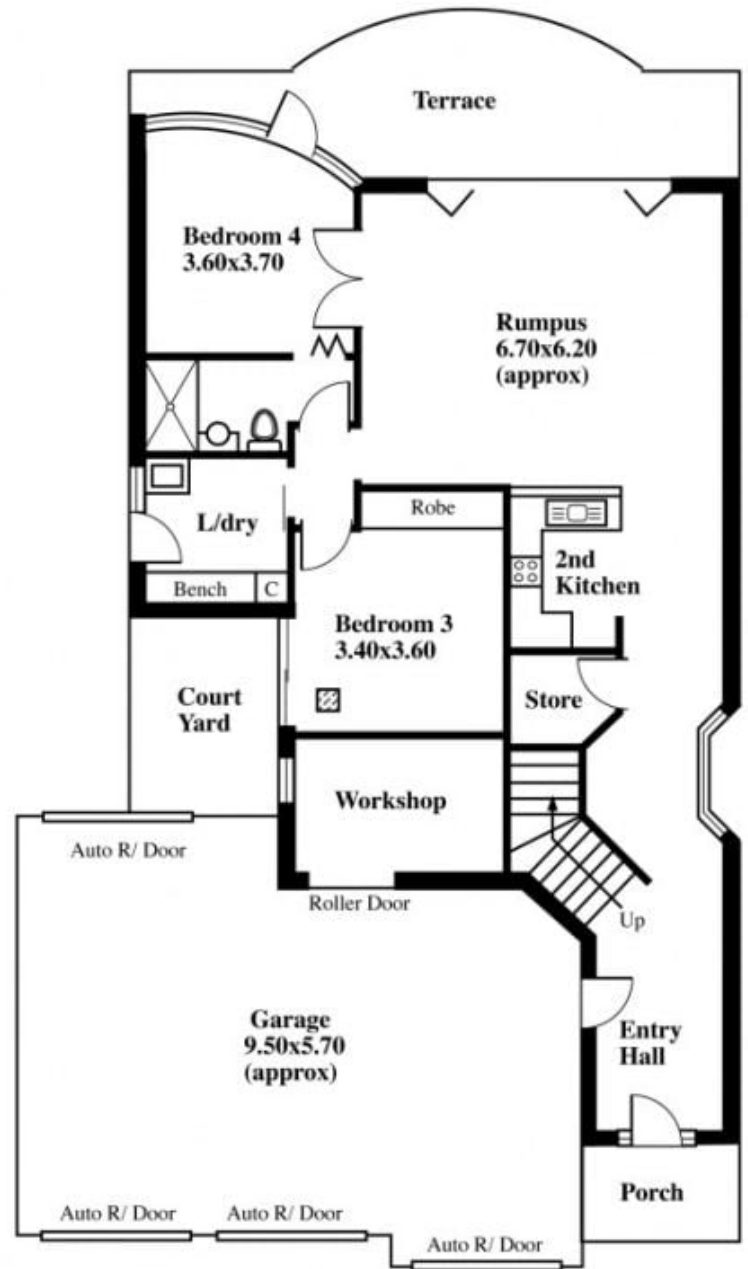 Terrace
Bedroom 4
3.60x3.70
Rumpus
6.70x6.20
(approx)
L/dry
Robe
Bench
C
2nd
Kitchen
Bedroom 3
3.40x3.60
Court
Yard
Store
Workshop
Auto R/ Door
Roller Door
Up
Garage
9.50x5.70
(approx)
Entry
Hall
Porch
Auto R/ Door
Auto R/ Door
Auto R/ Door